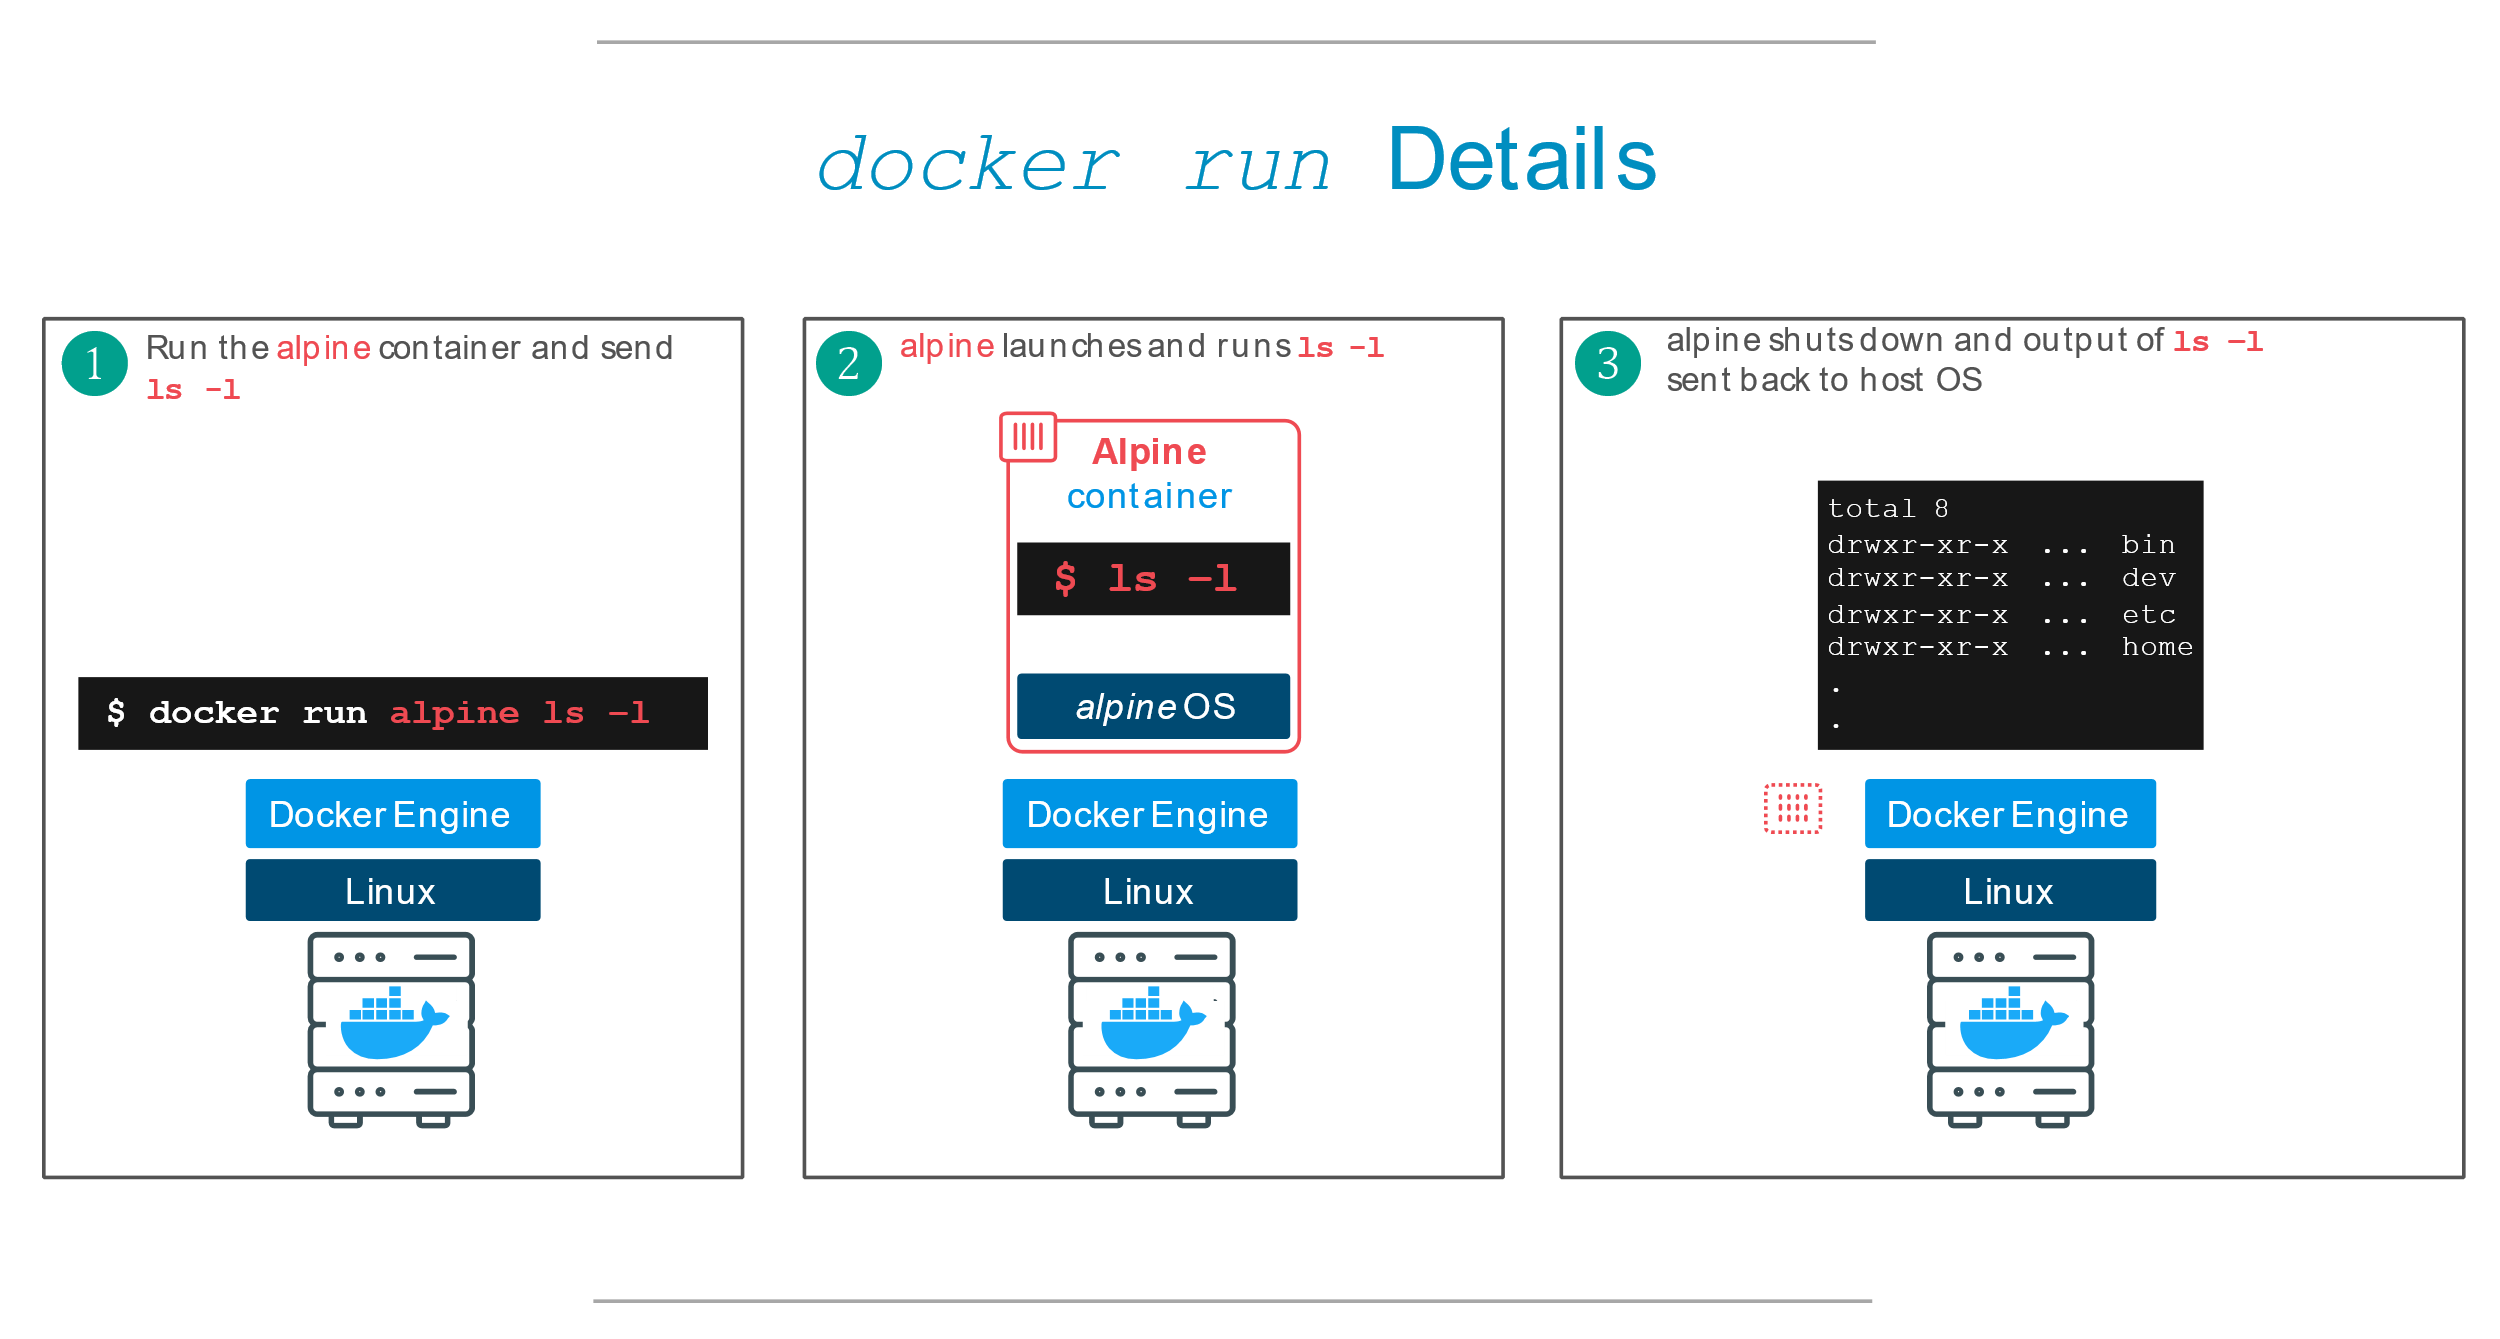 docker run Details
1
Run the alpine container and send
ls -l
$ docker run alpine ls -l
Docker Engine
Linux
2
alpine launches and runs ls -l
Alpine
container
$ ls -l
alpine OS
Docker Engine
Linux
3
alpine shuts down and output of ls -l
sent back to host OS
total 8
drwxr-xr-x ... bin
drwxr-xr-x ... dev
drwxr-xr-x ... etc
drwxr-xr-x ... home
.
.
Docker Engine
Linux